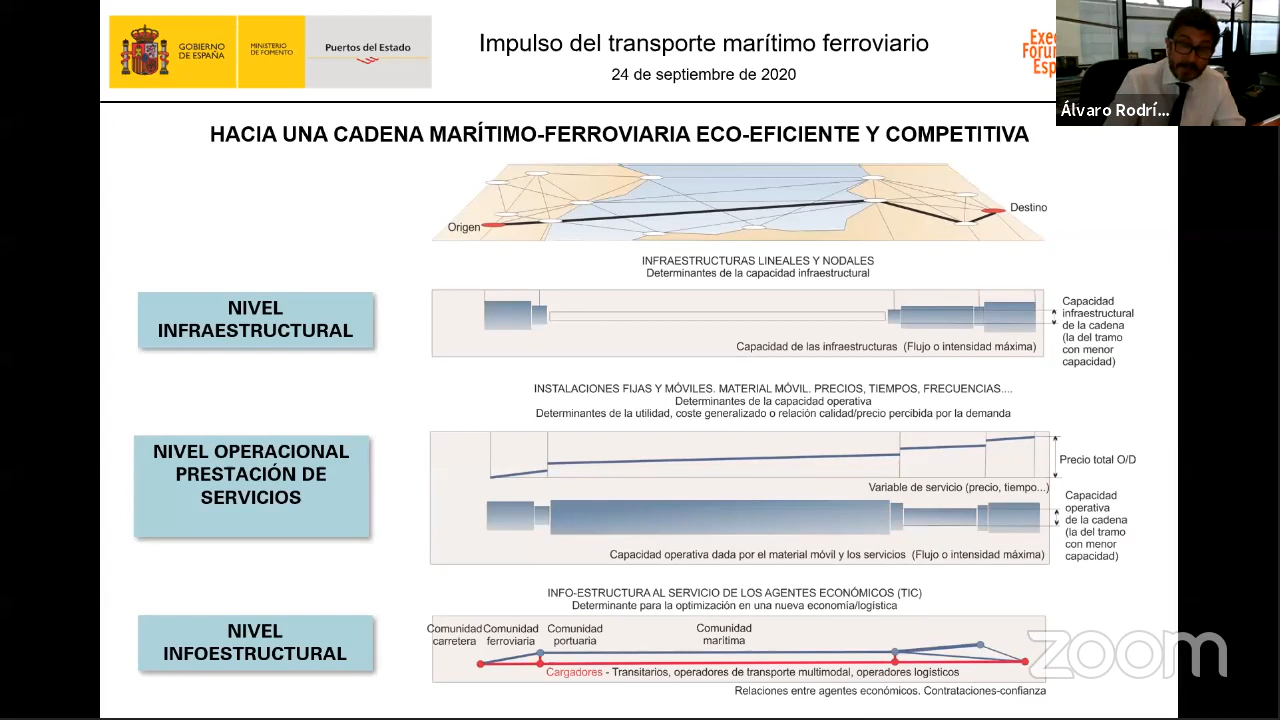 GOBIERNO
DE ESPAÑA
MINISTERIO
DE FOMENTO
Puertos del Estado
Impulso del transporte marítimo ferroviario
24 de septiembre de 2020
Álvaro Rodrí...
HACIA UNA CADENA MARÍTIMO-FERROVIARIA ECO-EFICIENTE Y COMPETITIVA
Origen
Destino
INFRAESTRUCTURAS LINEALES Y NODALES
Determinantes de la capacidad infraestructural
NIVEL
INFRAESTRUCTURAL
Capacidad de las infraestructuras (Flujo o intensidad máxima)
Capacidad
infraestructural
de la cadena
(la del tramo
con menor
capacidad)
INSTALACIONES FIJAS Y MÓVILES. MATERIAL MÓVIL. PRECIOS, TIEMPOS, FRECUENCIAS....
Determinantes de la capacidad operativa
Determinantes de la utilidad, coste generalizado o relación calidad/precio percibida por la demanda
NIVEL OPERACIONAL
PRESTACIÓN DE
SERVICIOS
Precio total O/D
Variable de servicio (precio, tiempo...)
Capacidad operativa dada por el material móvil y los servicios (Flujo o intensidad máxima)
Capacidad
operativa
de la cadena
(la del tramo
con menor
capacidad)
INFO-ESTRUCTURA AL SERVICIO DE LOS AGENTES ECONÓMICOS (TIC)
Determinante para la optimización en una nueva economía/logística
NIVEL
INFOESTRUCTURAL
Comunidad
carretera
Comunidad
ferroviaria
Comunidad
portuaria
Comunidad
marítima
Cargadores - Transitarios, operadores de transporte multimodal, operadores logísticos
Relaciones entre agentes económicos. Contrataciones-confianza
zoom